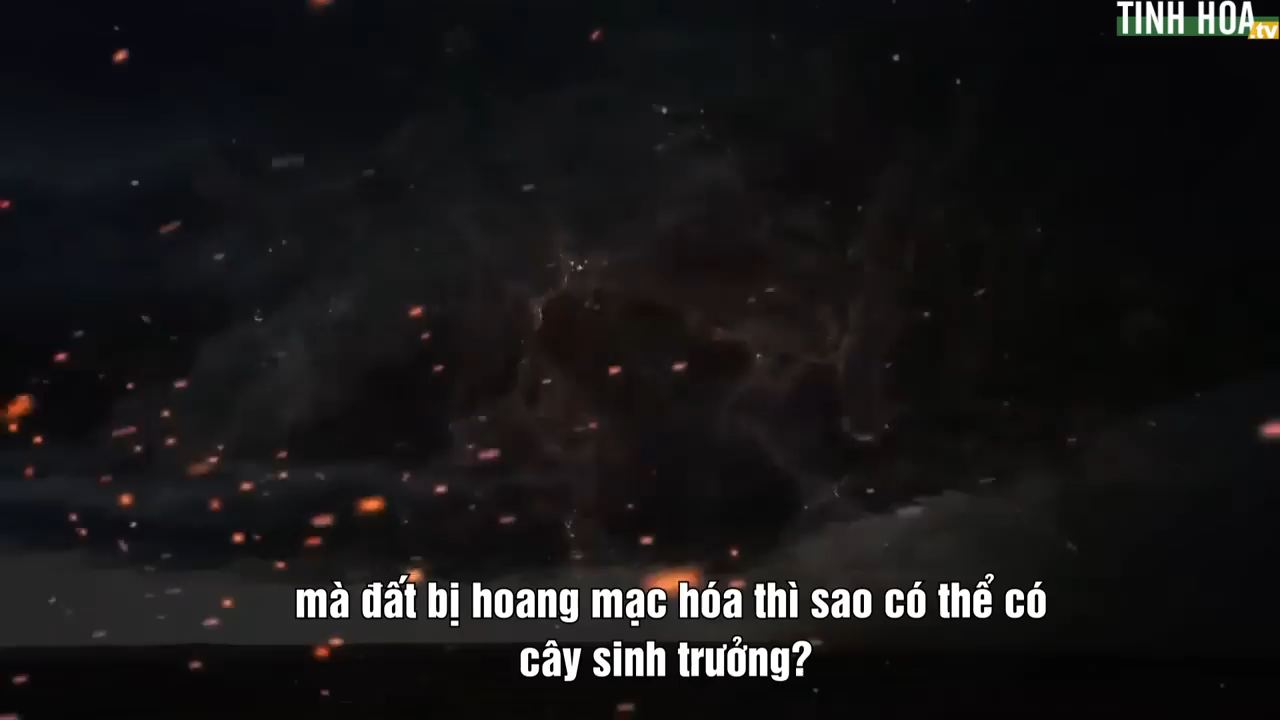 TINH HOA.tv
mà đất bị hoang mạc hóa thì sao có thể có
cây sinh trưởng?